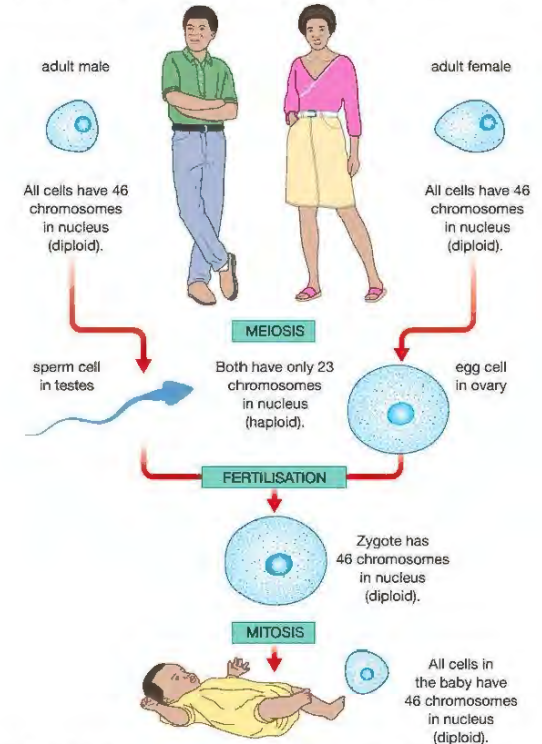 adult male
adult female
All cells have 46
chromosomes
in nucleus
(diploid).
All cells have 46
chromosomes
in nucleus
(diploid).
MEIOSIS
sperm cell
in testes
Both have only 23
chromosomes
in nucleus
(haploid).
egg cell
in ovary
FERTILISATION
Zygote has
46 chromosomes
in nucleus
(diploid).
MITOSIS
All cells in
the baby have
46 chromosomes
in nucleus
(diploid).